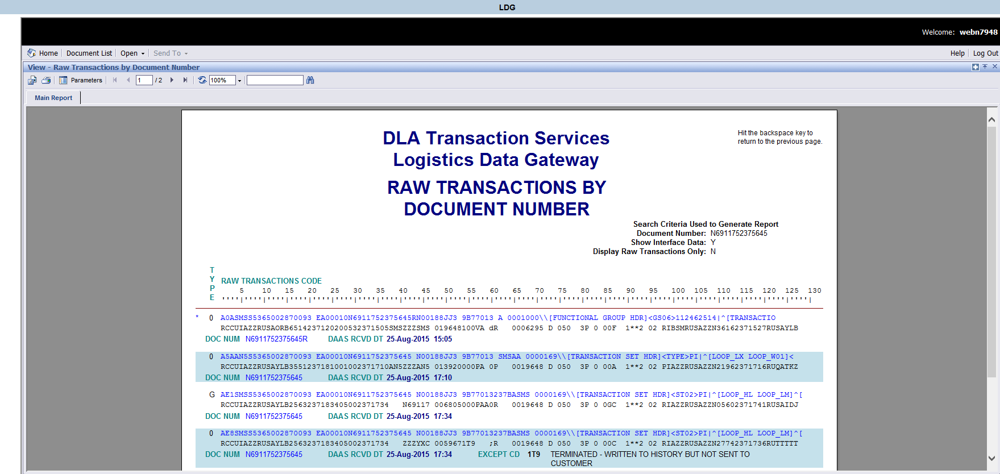 LDG
Welcome: webn7948
Home Document List Open Send To Help Log Out
View - Raw Transactions by Document Number
Parameters 1 / 2 100%
Main Report
Hit the backspace key to
return to the previous page.
DLA Transaction Services
Logistics Data Gateway
RAW TRANSACTIONS BY
DOCUMENT NUMBER
Search Criteria Used to Generate Report
Document Number: N6911752375645
Show Interface Data: Y
Display Raw Transactions Only: N
TYPE
RAW TRANSACTIONS CODE
5 10 15 20 25 30 35 40 45 50 55 60 65 70 75 80 85 90 95 100 105 110 115 120 125 130
* 0 A0ASMSS5365002870093 EA00010N6911752375645RN00188JJ3 9B77013 A 0001000\\[FUNCTIONAL GROUP HDR]<GS06>112462514|^[TRANSACTIO
RCCUIAZZRUSAORB651423712020053237150​5SMSZZZSMS 019648100VA dR 0006295 D 050 3P 0 00F 1**2 02 RIBSMRUSAZZN36162371527RUSAYLB
DOC NUM N6911752375645R DAAS RCVD DT 25-Aug-2015 15:05
0 A5AAN5S5365002870093 EA00010N6911752375645 N00188JJ3 9B77013 SMSAA 0000169\\[TRANSACTION SET HDR]<TYPE>PI|^[LOOP_LX LOOP_W01]<
RCCUIAZZRUSAYLB35512371810010023717​10AN5ZZZAN5 013920000PA 0P 0019648 D 050 3P 0 00A 1**2 02 PIAZZRUSAZZN21962371716RUQATKZ
DOC NUM N6911752375645 DAAS RCVD DT 25-Aug-2015 17:10
G AE1SMSS5365002870093 EA00010N6911752375645 N00188JJ3 9B77013237BASMS 0000169\\[TRANSACTION SET HDR]<ST02>PI|^[LOOP_HL LOOP_LM]^[
RCCUIAZZRUSAYLB2563237183405002371734 N69117 006805000PAA0R 0019648 D 050 3P 0 0GC 1**2 02 RIAZZRUSAZZN05602371741RUSAIDJ
DOC NUM N6911752375645 DAAS RCVD DT 25-Aug-2015 17:34
0 AE8SMSS5365002870093 EA00010N6911752375645 N00188JJ3 9B77013237BASMS 0000169\\[TRANSACTION SET HDR]<ST02>PI|^[LOOP_HL LOOP_LM]^[
RCCUIAZZRUSAYLB2563237183405002371734 ZZZYXC 0059671T9 ;R 0019648 D 050 3P 0 00C 1**2 02 RIAZZRUSAZZN27742371736RUTTTTT
DOC NUM N6911752375645 DAAS RCVD DT 25-Aug-2015 17:34 EXCEPT CD 1T9 TERMINATED - WRITTEN TO HISTORY BUT NOT SENT TO
CUSTOMER